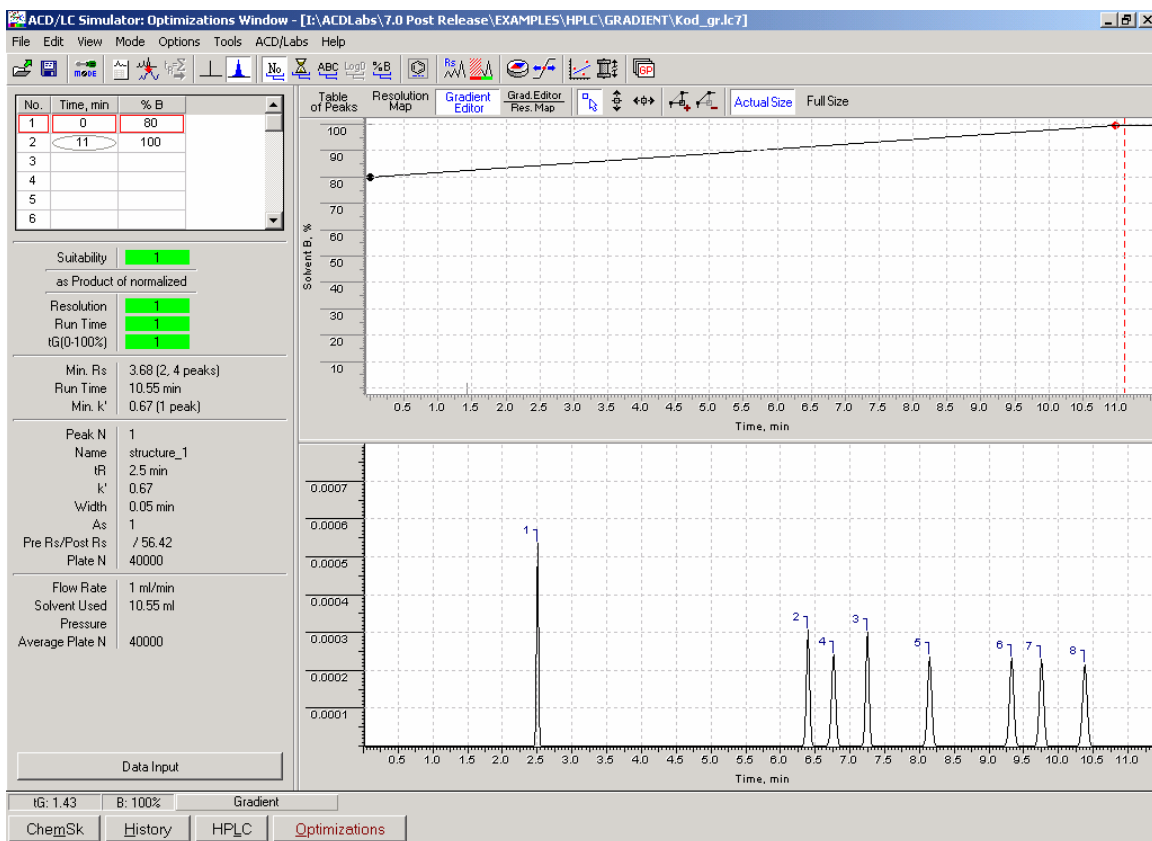 ACD/LC Simulator: Optimizations Window - [I:\ACDLabs\7.0 Post Release\EXAMPLES\HPLC\GRADIENT\Kod_gr.lc7]
File Edit View Mode Options Tools ACD/Labs Help
MODE tR No ABC LogD %B Rs GP
No. Time, min % B
1 0 80
2 11 100
3
4
5
6
Suitability 1
as Product of normalized
Resolution 1
Run Time 1
tG(0-100%) 1
Min. Rs 3.68 (2, 4 peaks)
Run Time 10.55 min
Min. k' 0.67 (1 peak)
Peak N 1
Name structure_1
tR 2.5 min
k' 0.67
Width 0.05 min
As 1
Pre Rs/Post Rs / 56.42
Plate N 40000
Flow Rate 1 ml/min
Solvent Used 10.55 ml
Pressure
Average Plate N 40000
Data Input
Table of Peaks
Resolution Map
Gradient Editor
Grad.Editor
Res. Map
Actual Size
Full Size
100
90
80
70
60
50
40
30
20
10
Solvent B, %
0.5 1.0 1.5 2.0 2.5 3.0 3.5 4.0 4.5 5.0 5.5 6.0 6.5 7.0 7.5 8.0 8.5 9.0 9.5 10.0 10.5 11.0
Time, min
0.0007
0.0006
0.0005
0.0004
0.0003
0.0002
0.0001
1 2 4 3 5 6 7 8
0.5 1.0 1.5 2.0 2.5 3.0 3.5 4.0 4.5 5.0 5.5 6.0 6.5 7.0 7.5 8.0 8.5 9.0 9.5 10.0 10.5 11.0
Time, min
tG: 1.43 B: 100% Gradient
ChemSk History HPLC Optimizations